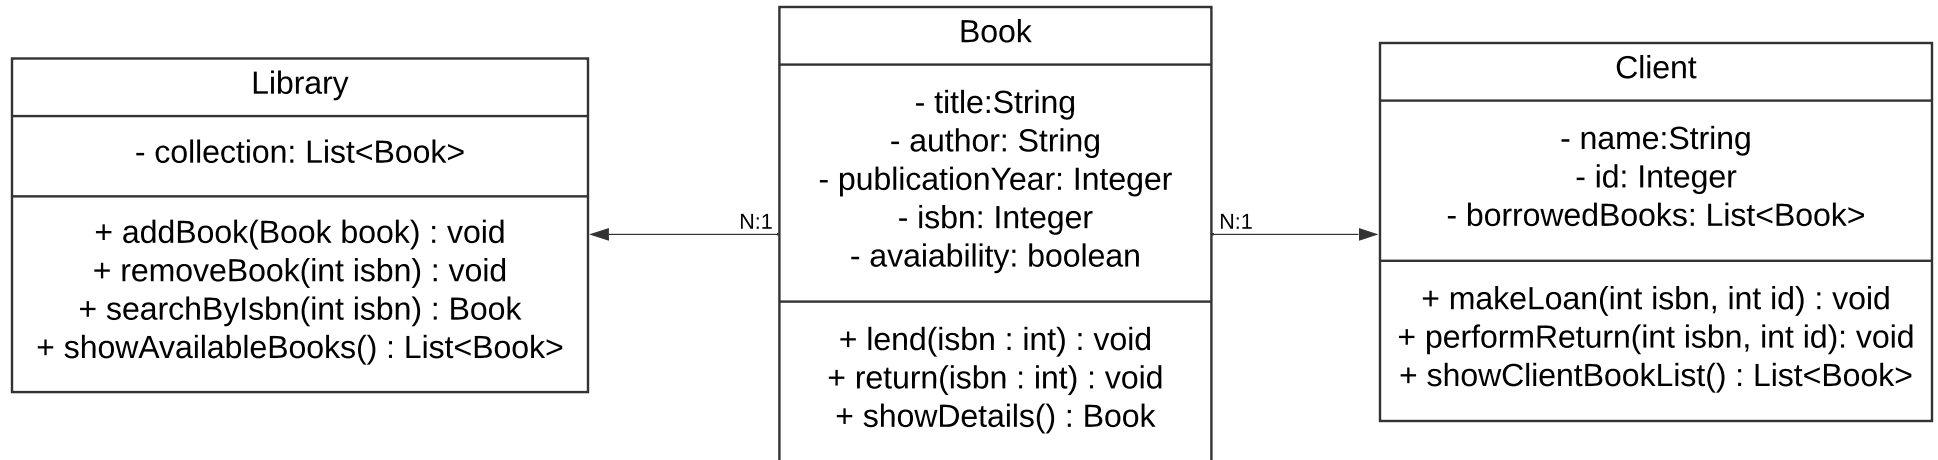 Library
- collection: List<Book>
+ addBook(Book book) : void
+ removeBook(int isbn) : void
+ searchByIsbn(int isbn) : Book
+ showAvailableBooks() : List<Book>
N:1
Book
- title:String
- author: String
- publicationYear: Integer
- isbn: Integer
- avaiability: boolean
+ lend(isbn : int) : void
+ return(isbn : int) : void
+ showDetails() : Book
N:1
Client
- name:String
- id: Integer
- borrowedBooks: List<Book>
+ makeLoan(int isbn, int id) : void
+ performReturn(int isbn, int id): void
+ showClientBookList() : List<Book>